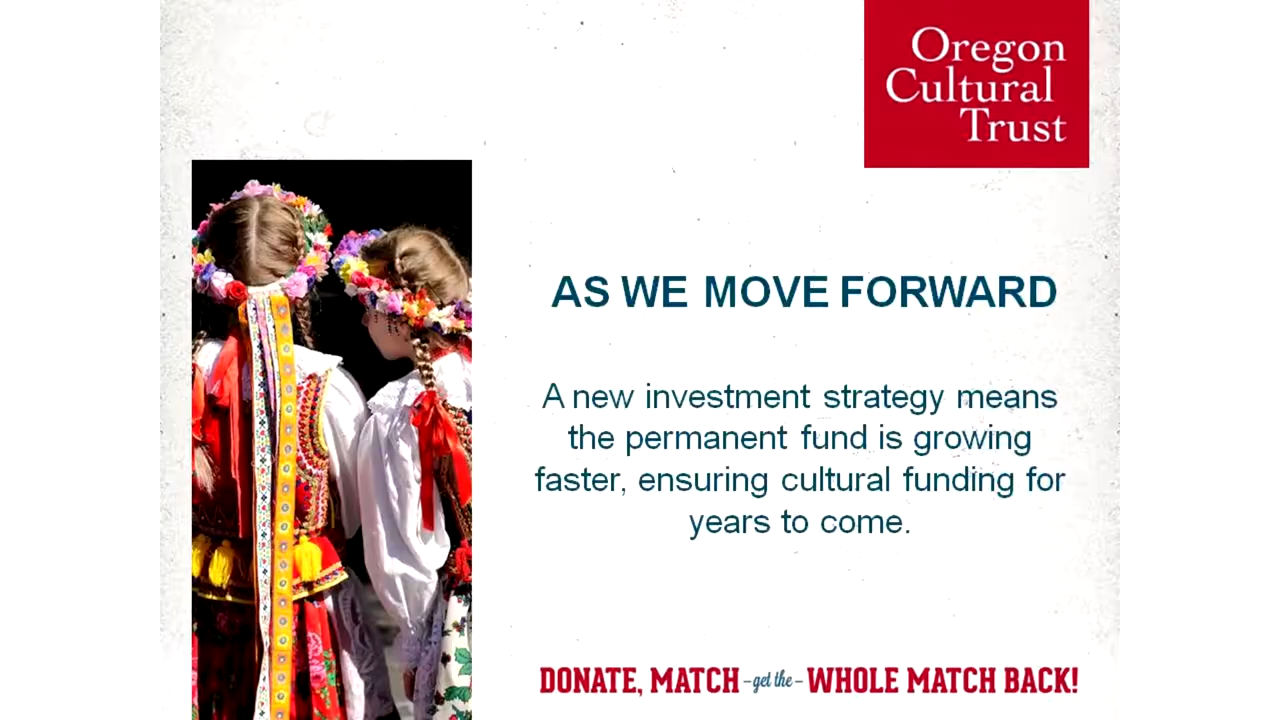 Oregon
Cultural
Trust
AS WE MOVE FORWARD
A new investment strategy means
the permanent fund is growing
faster, ensuring cultural funding for
years to come.
DONATE, MATCH -get the- WHOLE MATCH BACK!